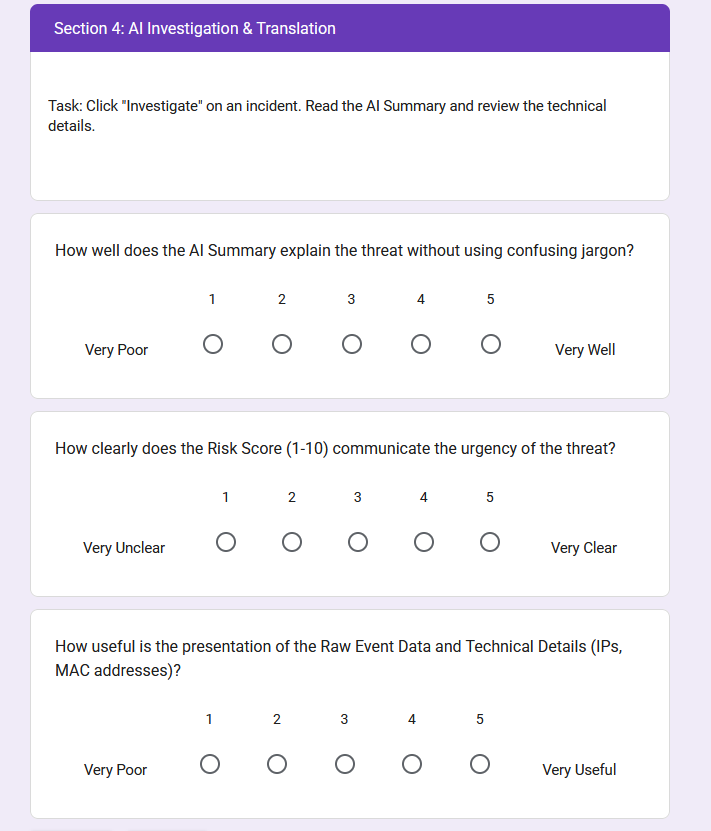 Section 4: AI Investigation & Translation
Task: Click "Investigate" on an incident. Read the AI Summary and review the technical
details.
How well does the AI Summary explain the threat without using confusing jargon?
1 2 3 4 5
Very Poor Very Well
How clearly does the Risk Score (1-10) communicate the urgency of the threat?
1 2 3 4 5
Very Unclear Very Clear
How useful is the presentation of the Raw Event Data and Technical Details (IPs,
MAC addresses)?
1 2 3 4 5
Very Poor Very Useful